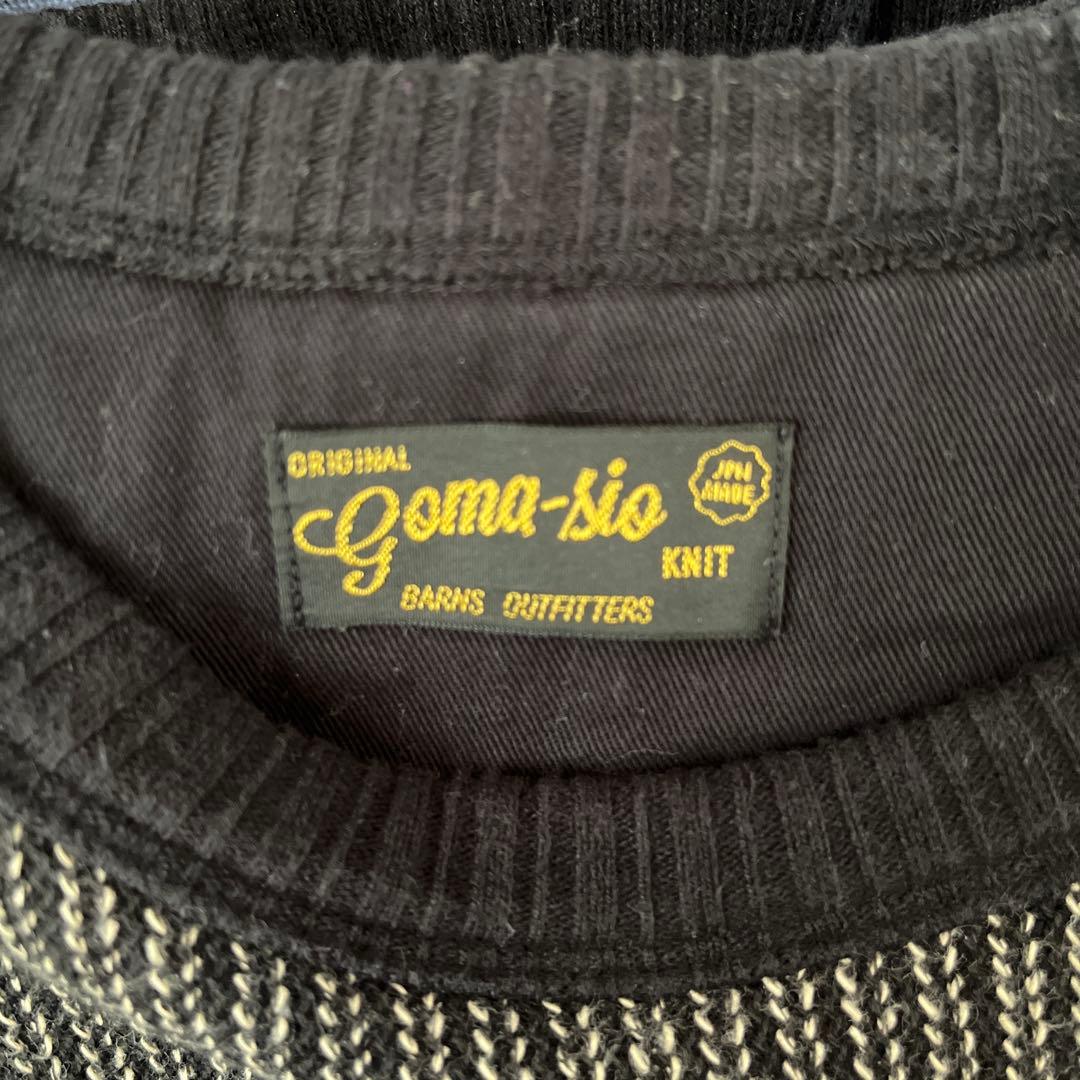 ORIGINAL
Goma-sio
JPN
MADE
KNIT
BARNS OUTFITTERS